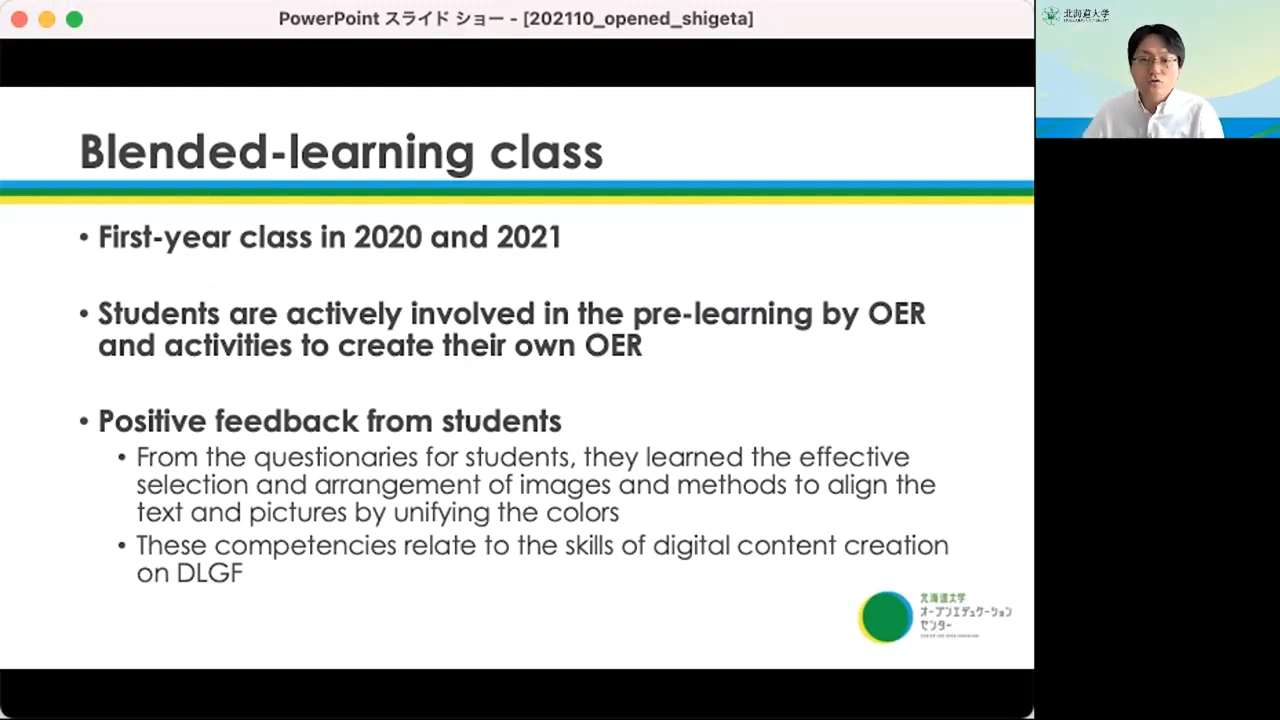 PowerPoint スライド ショー - [202110_opened_shigeta]
北海道大学
Blended-learning class
• First-year class in 2020 and 2021
• Students are actively involved in the pre-learning by OER
and activities to create their own OER
• Positive feedback from students
• From the questionaries for students, they learned the effective
selection and arrangement of images and methods to align the
text and pictures by unifying the colors
• These competencies relate to the skills of digital content creation
on DLGF
北海道大学
オープンエデュケーション
センター